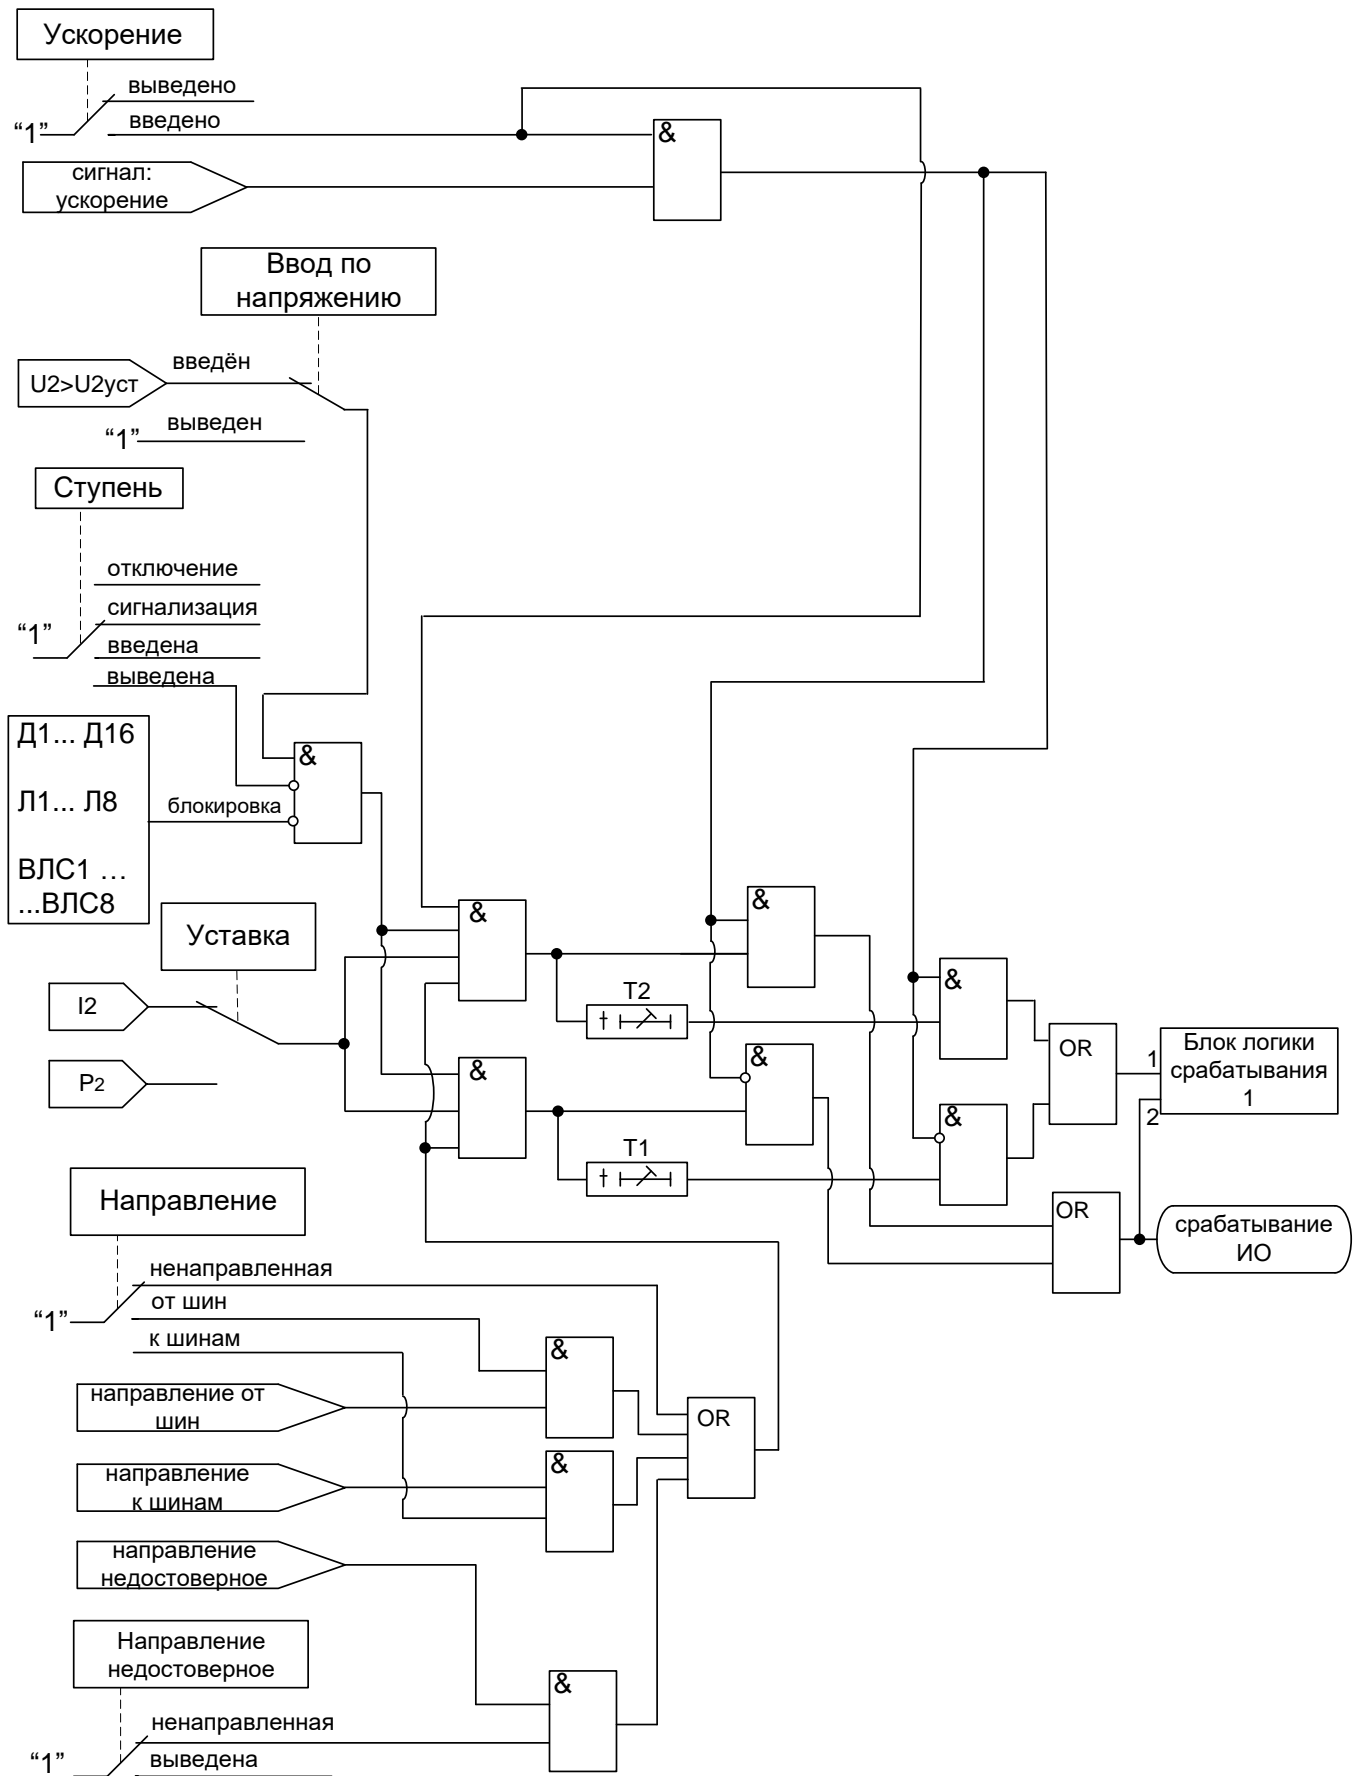 Ускорение
выведено
“1”
введено
&
сигнал:
ускорение
Ввод по
напряжению
введён
U2>U2уст
выведен
“1”
Ступень
отключение
сигнализация
“1”
введена
выведена
Д1... Д16
&
Л1... Л8
блокировка
ВЛС1 ...
...ВЛС8
&
&
Уставка
&
I2
T2
OR
Блок логики
срабатывания
1
1
2
P2
&
&
&
T1
Направление
OR
срабатывание
ИО
ненаправленная
от шин
“1”
к шинам
&
направление от
шин
OR
&
направление
к шинам
направление
недостоверное
Направление
недостоверное
&
ненаправленная
“1”
выведена